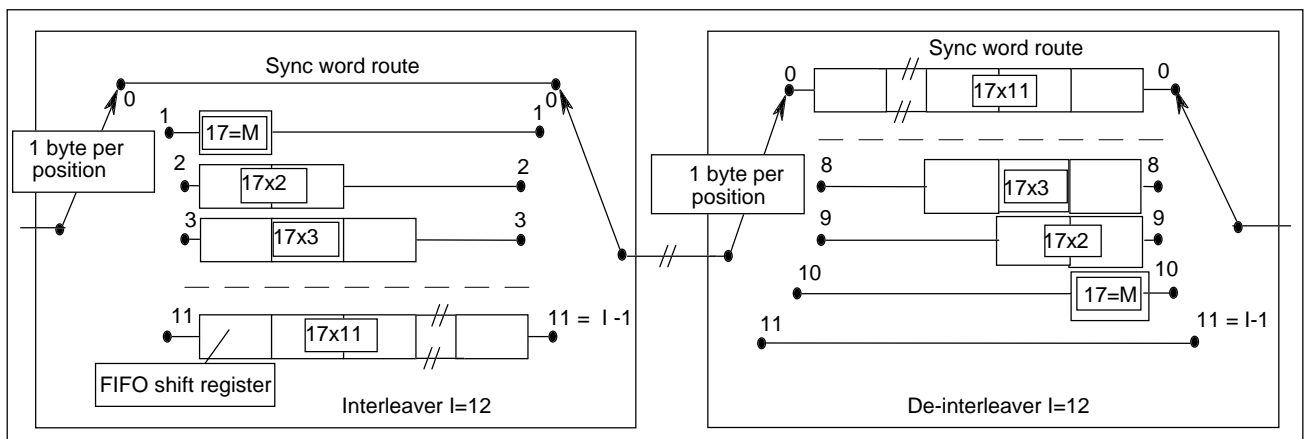 Sync word route
0
0
1 byte per
position
1
17=M
1
2
17x2
2
3
17x3
3
11
17x11
11 = I -1
FIFO shift register
Interleaver I=12
Sync word route
0
17x11
0
1 byte per
position
8
17x3
8
9
17x2
9
10
17=M
10
11
11 = I-1
De-interleaver I=12